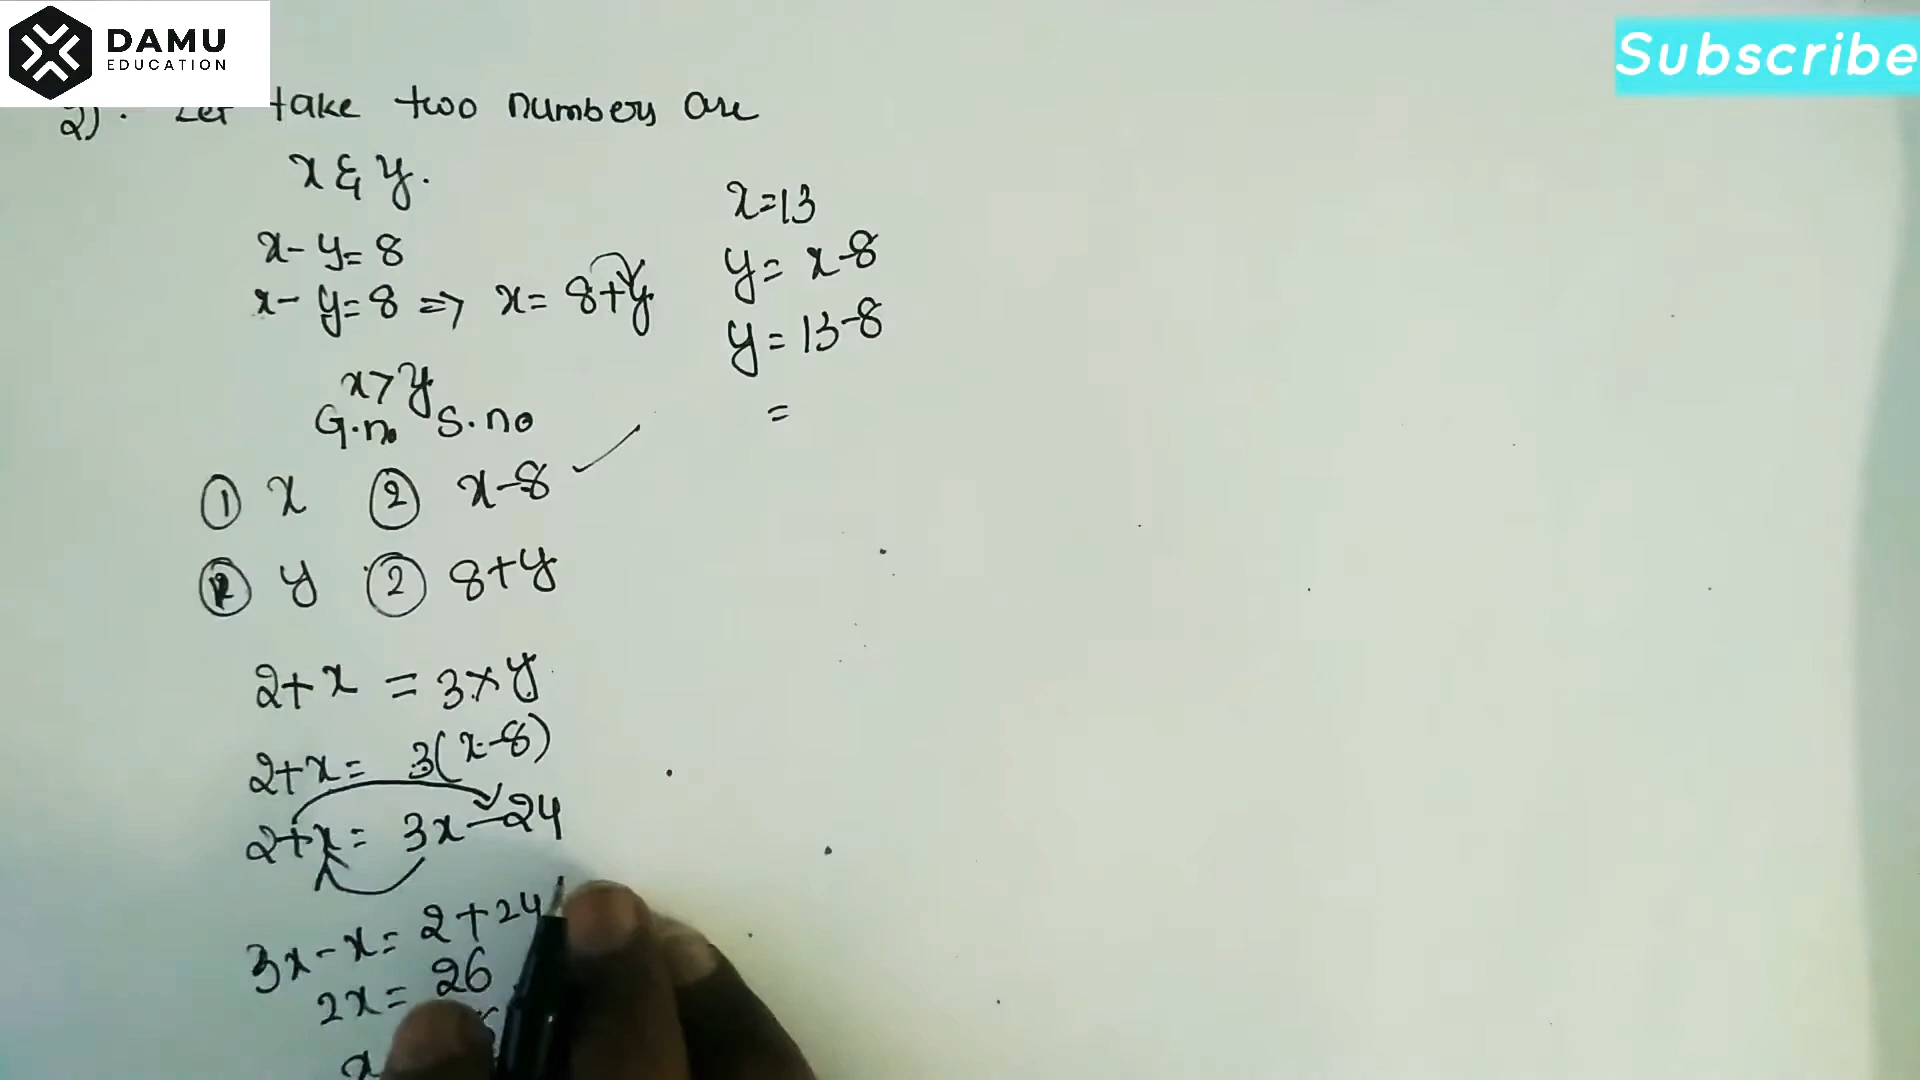 DAMU
EDUCATION
Subscribe
2). Let take two numbers are
x & y.
x - y = 8
x - y = 8 => x = 8 + y
x > y
G.no S.no
① x ② x - 8
② y ② 8 + y
2 + x = 3 × y
2 + x = 3(x - 8)
2 + x = 3x - 24
3x - x = 2 + 24
2x = 26
x
x = 13
y = x - 8
y = 13 - 8
=